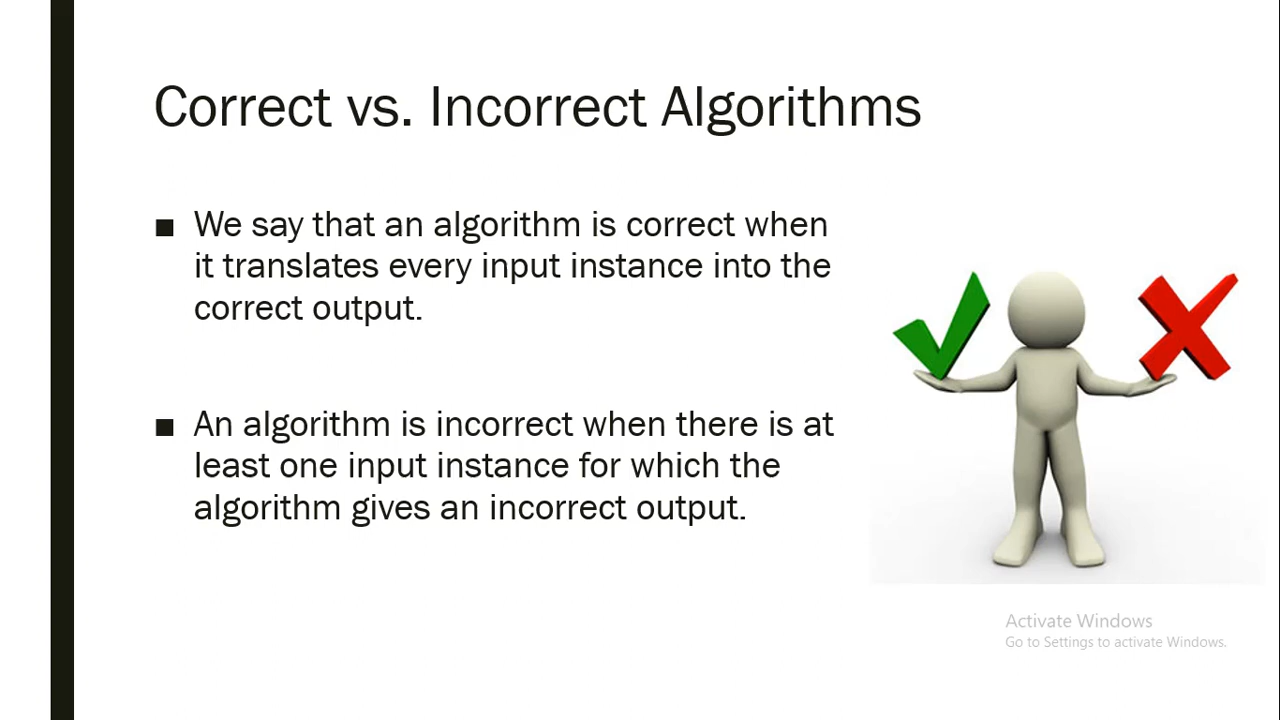 Correct vs. Incorrect Algorithms
■ We say that an algorithm is correct when
it translates every input instance into the
correct output.
■ An algorithm is incorrect when there is at
least one input instance for which the
algorithm gives an incorrect output.
Activate Windows
Go to Settings to activate Windows.